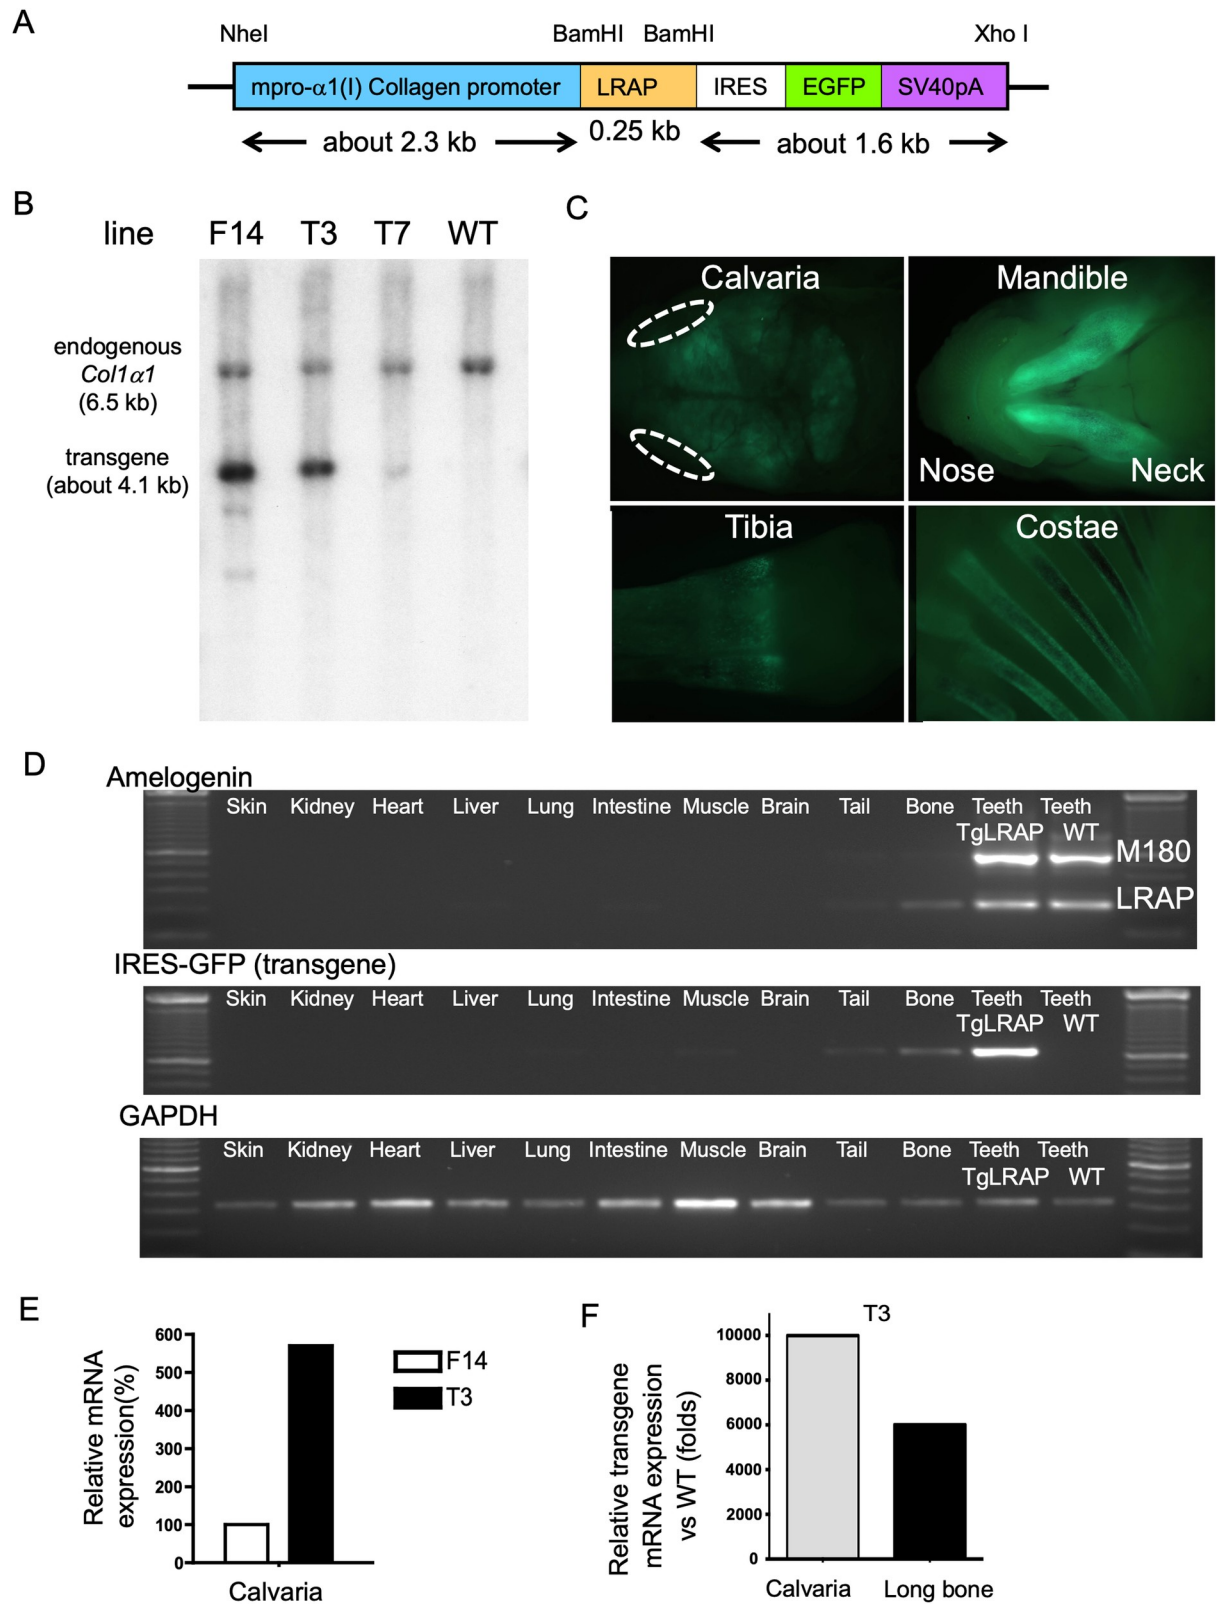 A
NheI BamHI BamHI Xho I
mpro-α1(I) Collagen promoter LRAP IRES EGFP SV40pA
about 2.3 kb 0.25 kb about 1.6 kb
B
line F14 T3 T7 WT
endogenous
Col1α1
(6.5 kb)
transgene
(about 4.1 kb)
C
Calvaria Mandible
Nose Neck
Tibia Costae
D
Amelogenin
Skin Kidney Heart Liver Lung Intestine Muscle Brain Tail Bone Teeth Teeth
TgLRAP WT
M180
LRAP
IRES-GFP (transgene)
Skin Kidney Heart Liver Lung Intestine Muscle Brain Tail Bone Teeth Teeth
TgLRAP WT
GAPDH
Skin Kidney Heart Liver Lung Intestine Muscle Brain Tail Bone Teeth Teeth
TgLRAP WT
E
Relative mRNA
expression(%)
600
500
400
300
200
100
0
Calvaria
F14
T3
F
T3
Relative transgene
mRNA expression
vs WT (folds)
10000
8000
6000
4000
2000
0
Calvaria Long bone